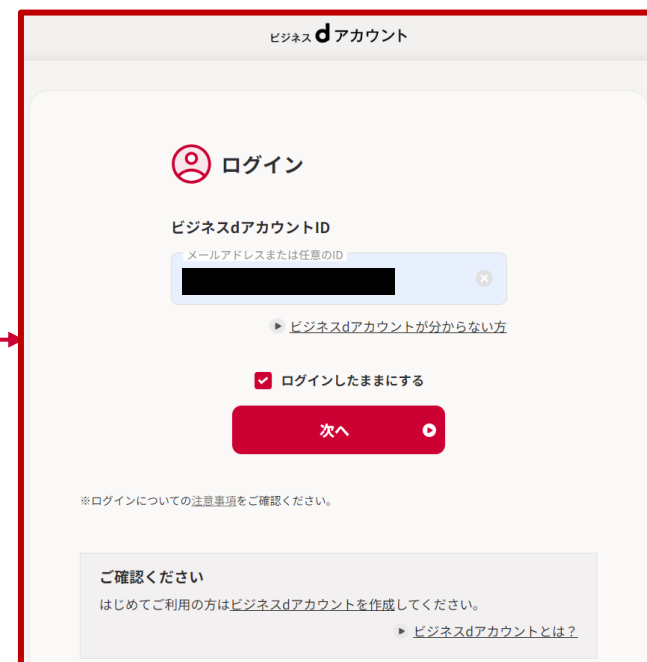 ビジネス d アカウント
ログイン
ビジネスdアカウントID
メールアドレスまたは任意のID
ビジネスdアカウントが分からない方
ログインしたままにする
次へ
※ログインについての注意事項をご確認ください。
ご確認ください
はじめてご利用の方はビジネスdアカウントを作成してください。
ビジネスdアカウントとは？